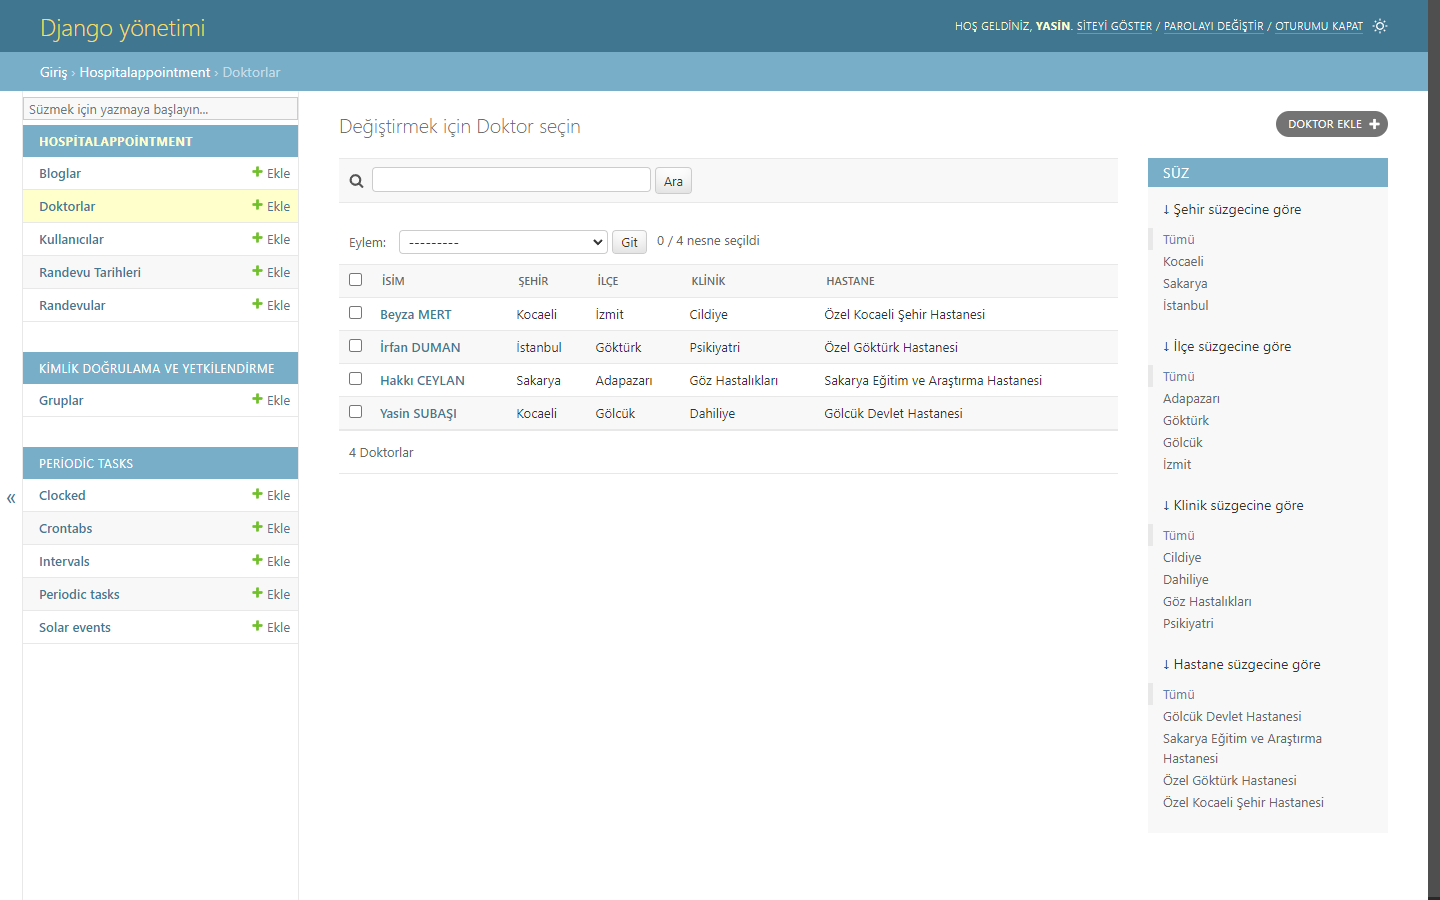 Django yönetimi
HOŞ GELDİNİZ, YASİN. SİTEYİ GÖSTER / PAROLAYI DEĞİŞTİR / OTURUMU KAPAT
Giriş › Hospitalappointment › Doktorlar
Süzmek için yazmaya başlayın...
HOSPİTALAPPOİNTMENT
Bloglar Ekle
Doktorlar Ekle
Kullanıcılar Ekle
Randevu Tarihleri Ekle
Randevular Ekle
KİMLİK DOĞRULAMA VE YETKİLENDİRME
Gruplar Ekle
PERİODİC TASKS
Clocked Ekle
Crontabs Ekle
Intervals Ekle
Periodic tasks Ekle
Solar events Ekle
«
Değiştirmek için Doktor seçin
DOKTOR EKLE
Ara
Eylem: --------- Git 0 / 4 nesne seçildi
İSİM ŞEHİR İLÇE KLİNİK HASTANE
Beyza MERT Kocaeli İzmit Cildiye Özel Kocaeli Şehir Hastanesi
İrfan DUMAN İstanbul Göktürk Psikiyatri Özel Göktürk Hastanesi
Hakkı CEYLAN Sakarya Adapazarı Göz Hastalıkları Sakarya Eğitim ve Araştırma Hastanesi
Yasin SUBAŞI Kocaeli Gölcük Dahiliye Gölcük Devlet Hastanesi
4 Doktorlar
SÜZ
↓ Şehir süzgecine göre
Tümü
Kocaeli
Sakarya
İstanbul
↓ İlçe süzgecine göre
Tümü
Adapazarı
Göktürk
Gölcük
İzmit
↓ Klinik süzgecine göre
Tümü
Cildiye
Dahiliye
Göz Hastalıkları
Psikiyatri
↓ Hastane süzgecine göre
Tümü
Gölcük Devlet Hastanesi
Sakarya Eğitim ve Araştırma
Hastanesi
Özel Göktürk Hastanesi
Özel Kocaeli Şehir Hastanesi